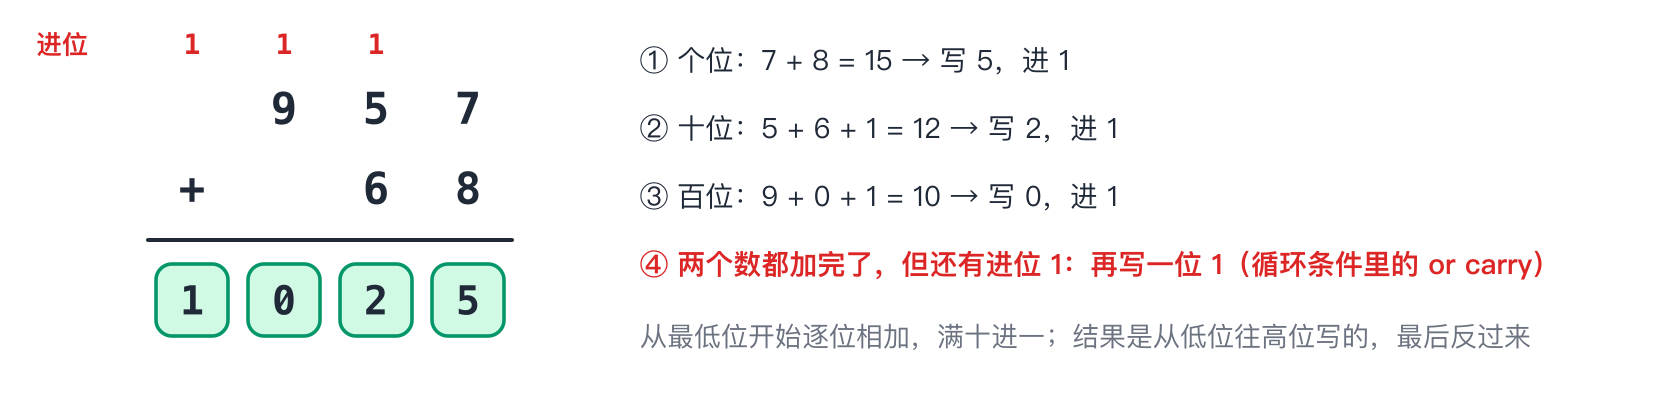 进位 1 1 1
9 5 7
+ 6 8
1 0 2 5
① 个位：7 + 8 = 15 → 写 5，进 1
② 十位：5 + 6 + 1 = 12 → 写 2，进 1
③ 百位：9 + 0 + 1 = 10 → 写 0，进 1
④ 两个数都加完了，但还有进位 1：再写一位 1（循环条件里的 or carry）
从最低位开始逐位相加，满十进一；结果是从低位往高位写的，最后反过来